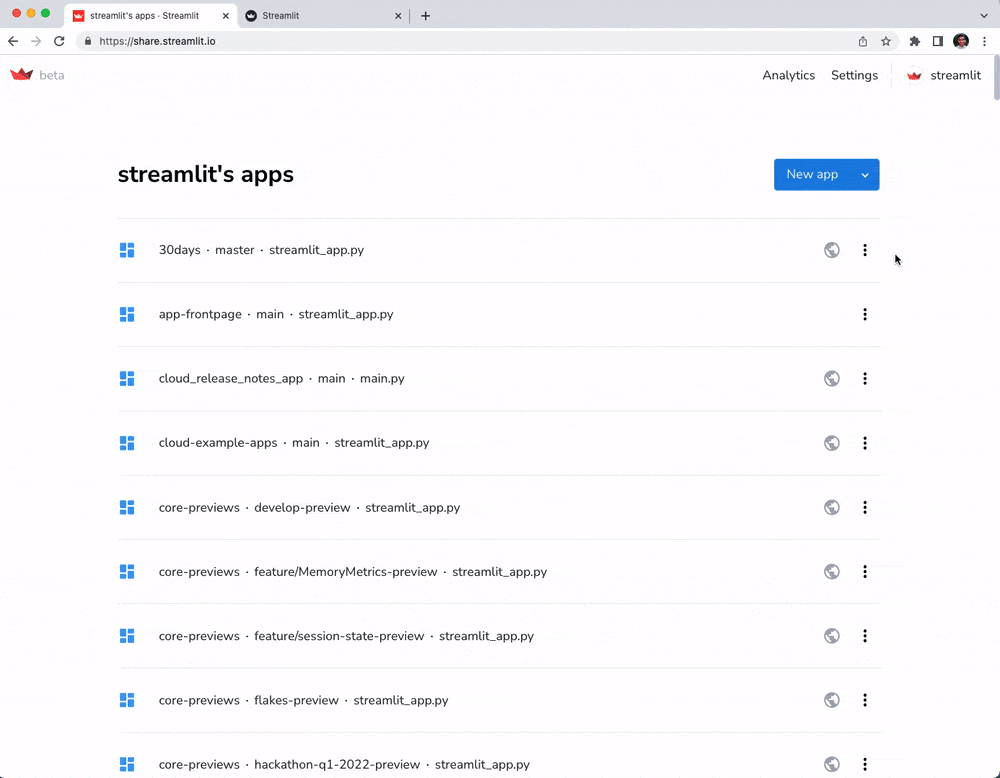 streamlit's apps · Streamlit
Streamlit
https://share.streamlit.io
beta
Analytics Settings streamlit
streamlit's apps
New app
30days · master · streamlit_app.py
app-frontpage · main · streamlit_app.py
cloud_release_notes_app · main · main.py
cloud-example-apps · main · streamlit_app.py
core-previews · develop-preview · streamlit_app.py
core-previews · feature/MemoryMetrics-preview · streamlit_app.py
core-previews · feature/session-state-preview · streamlit_app.py
core-previews · flakes-preview · streamlit_app.py
core-previews · hackathon-q1-2022-preview · streamlit_app.py